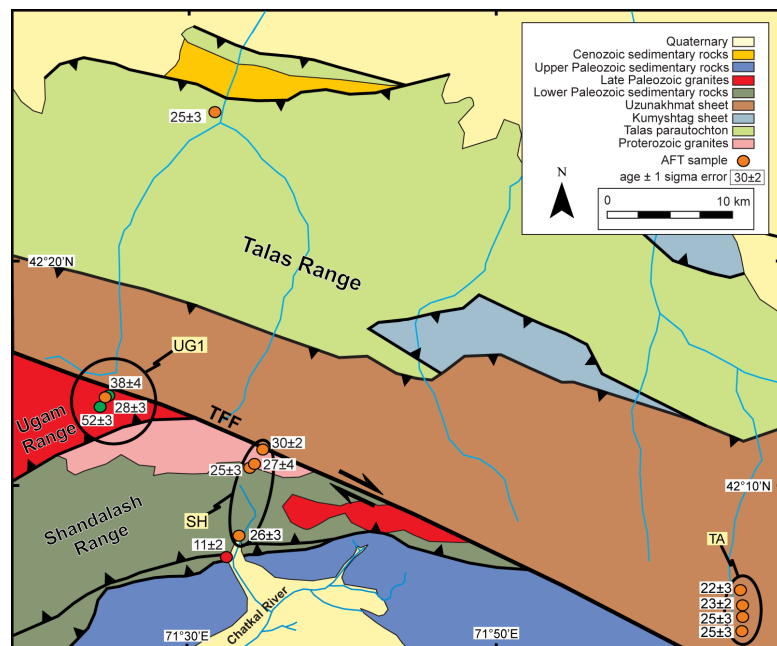 Quaternary
Cenozoic sedimentary rocks
Upper Paleozoic sedimentary rocks
Late Paleozoic granites
Lower Paleozoic sedimentary rocks
Uzunakhmat sheet
Kumyshtag sheet
Talas parautochton
Proterozoic granites
AFT sample
age ± 1 sigma error 30±2
N
0 10 km
25±3
Talas Range
42°20'N
UG1
38±4
28±3
52±3
Ugam
Range
TFF
30±2
27±4
25±3
42°10'N
SH
Shandalash
Range
26±3
11±2
TA
22±3
23±2
25±3
25±3
Chatkal River
71°30'E
71°50'E